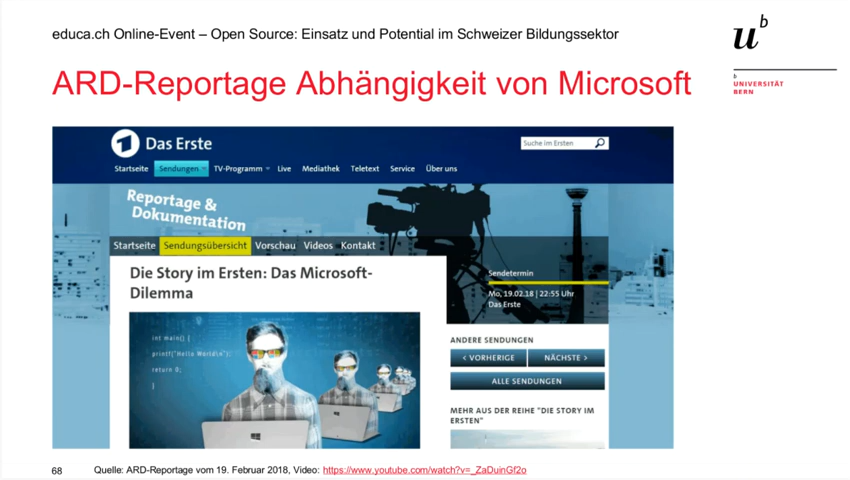 educa.ch Online-Event – Open Source: Einsatz und Potential im Schweizer Bildungssektor
u b
b
UNIVERSITÄT
BERN
ARD-Reportage Abhängigkeit von Microsoft
1 Das Erste
Suche im Ersten
Startseite Sendungen TV-Programm Live Mediathek Teletext Service Über uns
Reportage &
Dokumentation
Startseite Sendungsübersicht Vorschau Videos Kontakt
Die Story im Ersten: Das Microsoft-
Dilemma
Sendetermin
Mo, 19.02.18 | 22:55 Uhr
Das Erste
int main() {
printf("Hello World\n");
return 0;
}
ANDERE SENDUNGEN
< VORHERIGE NÄCHSTE >
ALLE SENDUNGEN
MEHR AUS DER REIHE "DIE STORY IM
ERSTEN"
68 Quelle: ARD-Reportage vom 19. Februar 2018, Video: https://www.youtube.com/watch?v=_ZaDuinGf2o